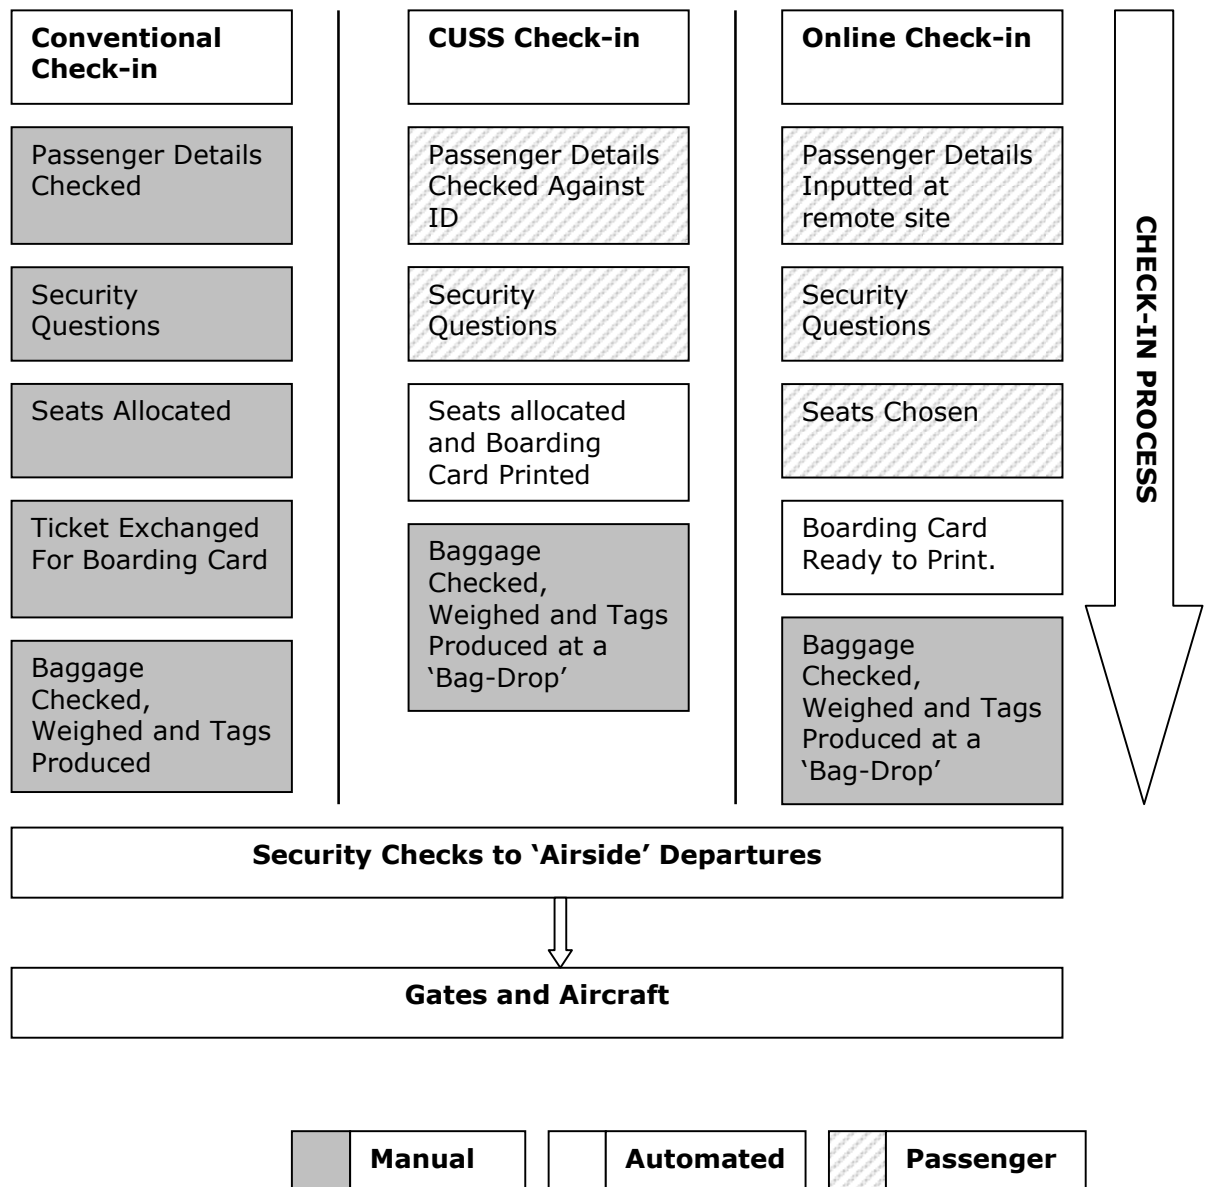 Conventional
Check-in
Passenger Details
Checked
Security
Questions
Seats Allocated
Ticket Exchanged
For Boarding Card
Baggage
Checked,
Weighed and Tags
Produced
CUSS Check-in
Passenger Details
Checked Against
ID
Security
Questions
Seats allocated
and Boarding
Card Printed
Baggage
Checked,
Weighed and Tags
Produced at a
‘Bag-Drop’
Online Check-in
Passenger Details
Inputted at
remote site
Security
Questions
Seats Chosen
Boarding Card
Ready to Print.
Baggage
Checked,
Weighed and Tags
Produced at a
‘Bag-Drop’
CHECK-IN PROCESS
Security Checks to ‘Airside’ Departures
Gates and Aircraft
Manual
Automated
Passenger